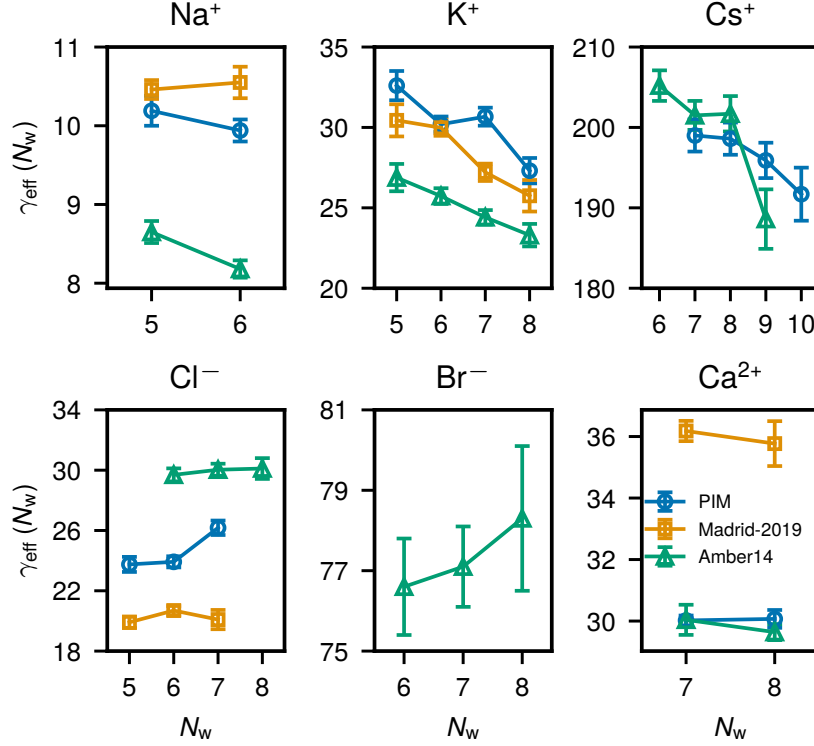 Na⁺ K⁺ Cs⁺
γeff (Nw)
11
10
9
8
5 6
35
30
25
20
5 6 7 8
210
200
190
180
6 7 8 9 10
Cl⁻ Br⁻ Ca²⁺
γeff (Nw)
34
30
26
22
18
5 6 7 8
Nw
81
79
77
75
6 7 8
Nw
36
34
32
30
PIM
Madrid-2019
Amber14
7 8
Nw